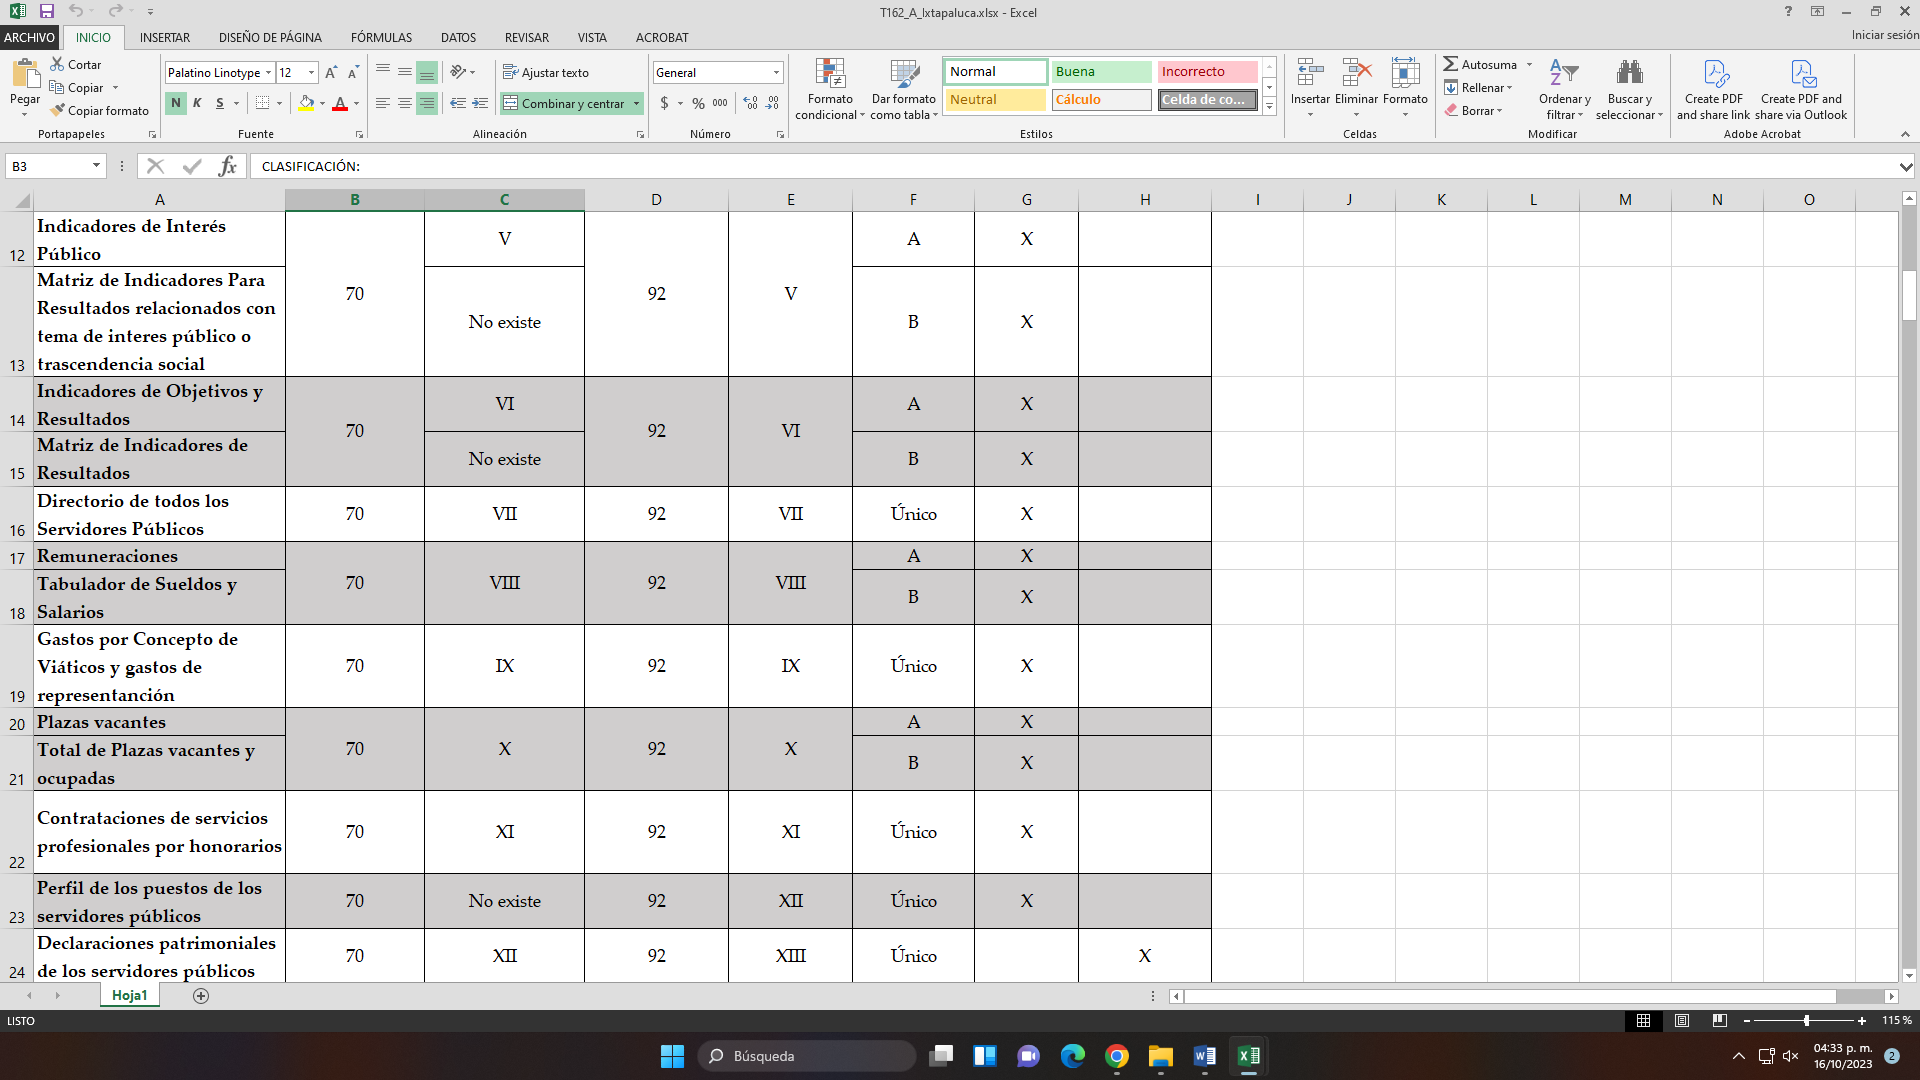 T162_A_Ixtapaluca.xlsx - Excel
Iniciar sesión
ARCHIVO INICIO INSERTAR DISEÑO DE PÁGINA FÓRMULAS DATOS REVISAR VISTA ACROBAT
Pegar
Cortar
Copiar
Copiar formato
Portapapeles
Palatino Linotype 12
N K S
Fuente
Ajustar texto
Combinar y centrar
Alineación
General
$ % 000
Número
Formato condicional
Dar formato como tabla
Normal Buena Incorrecto
Neutral Cálculo Celda de co...
Estilos
Insertar Eliminar Formato
Celdas
Autosuma
Rellenar
Borrar
Ordenar y filtrar
Buscar y seleccionar
Modificar
Create PDF and share link
Create PDF and share via Outlook
Adobe Acrobat
B3 fx CLASIFICACIÓN:
A B C D E F G H I J K L M N O
12 Indicadores de Interés Público 70 V 92 V A X
13 Matriz de Indicadores Para Resultados relacionados con tema de interes público o trascendencia social No existe B X
14 Indicadores de Objetivos y Resultados 70 VI 92 VI A X
15 Matriz de Indicadores de Resultados No existe B X
16 Directorio de todos los Servidores Públicos 70 VII 92 VII Único X
17 Remuneraciones 70 VIII 92 VIII A X
18 Tabulador de Sueldos y Salarios B X
19 Gastos por Concepto de Viáticos y gastos de representanción 70 IX 92 IX Único X
20 Plazas vacantes 70 X 92 X A X
21 Total de Plazas vacantes y ocupadas B X
22 Contrataciones de servicios profesionales por honorarios 70 XI 92 XI Único X
23 Perfil de los puestos de los servidores públicos 70 No existe 92 XII Único X
24 Declaraciones patrimoniales de los servidores públicos 70 XII 92 XIII Único X
Hoja1
LISTO
115 %
Búsqueda
04:33 p. m.
16/10/2023
2